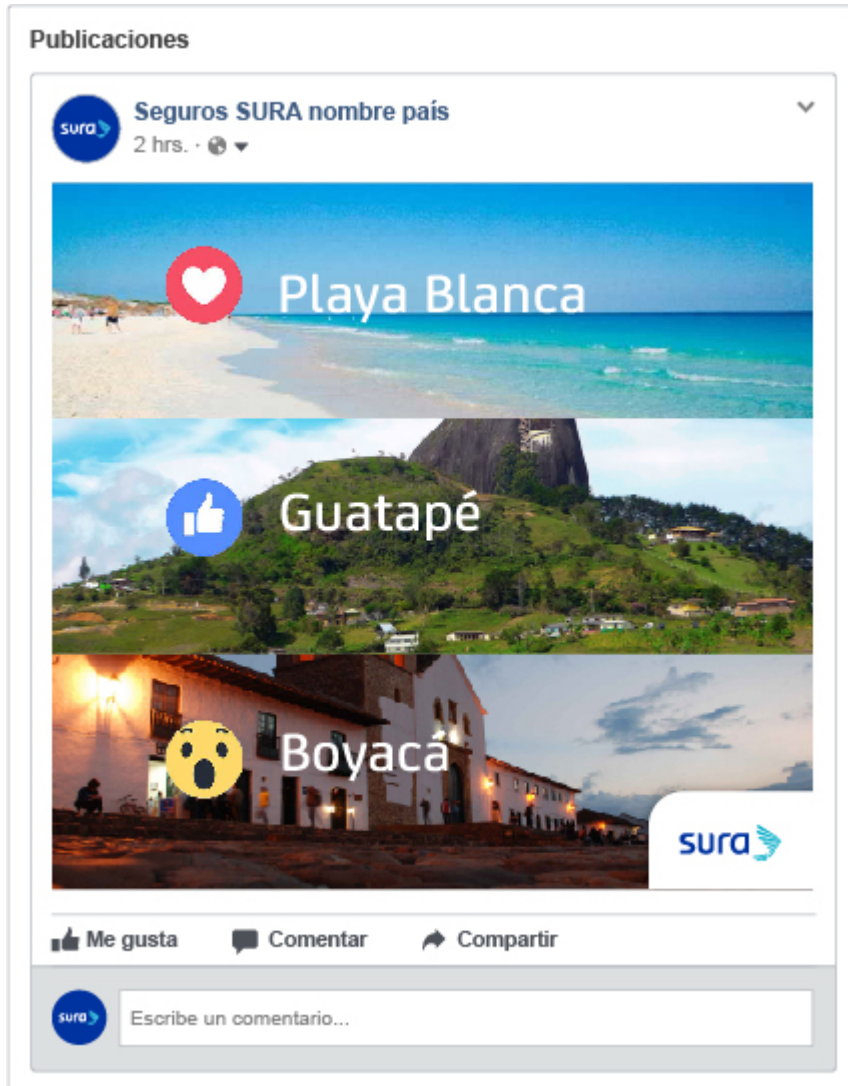 Publicaciones
sura
Seguros SURA nombre país
2 hrs. ·
Playa Blanca
Guatapé
Boyacá
sura
Me gusta Comentar Compartir
sura
Escribe un comentario...